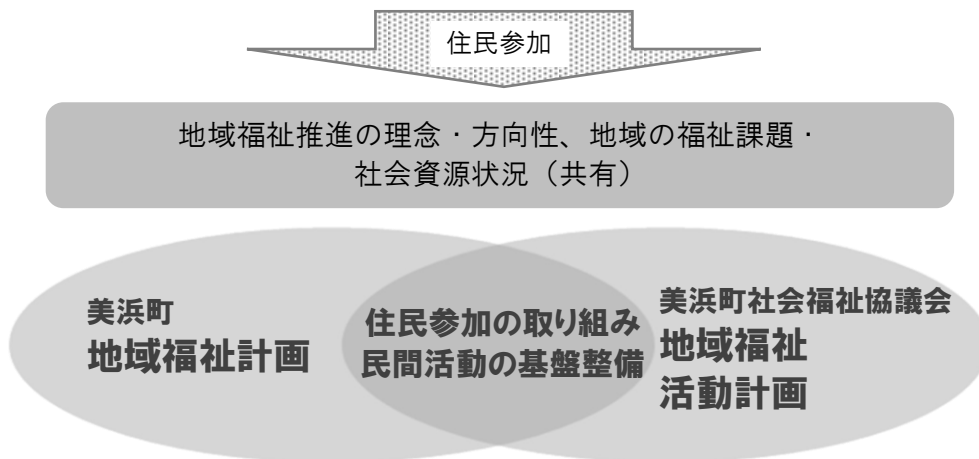 住民参加
地域福祉推進の理念・方向性、地域の福祉課題・
社会資源状況（共有）
美浜町
地域福祉計画
住民参加の取り組み
民間活動の基盤整備
美浜町社会福祉協議会
地域福祉
活動計画